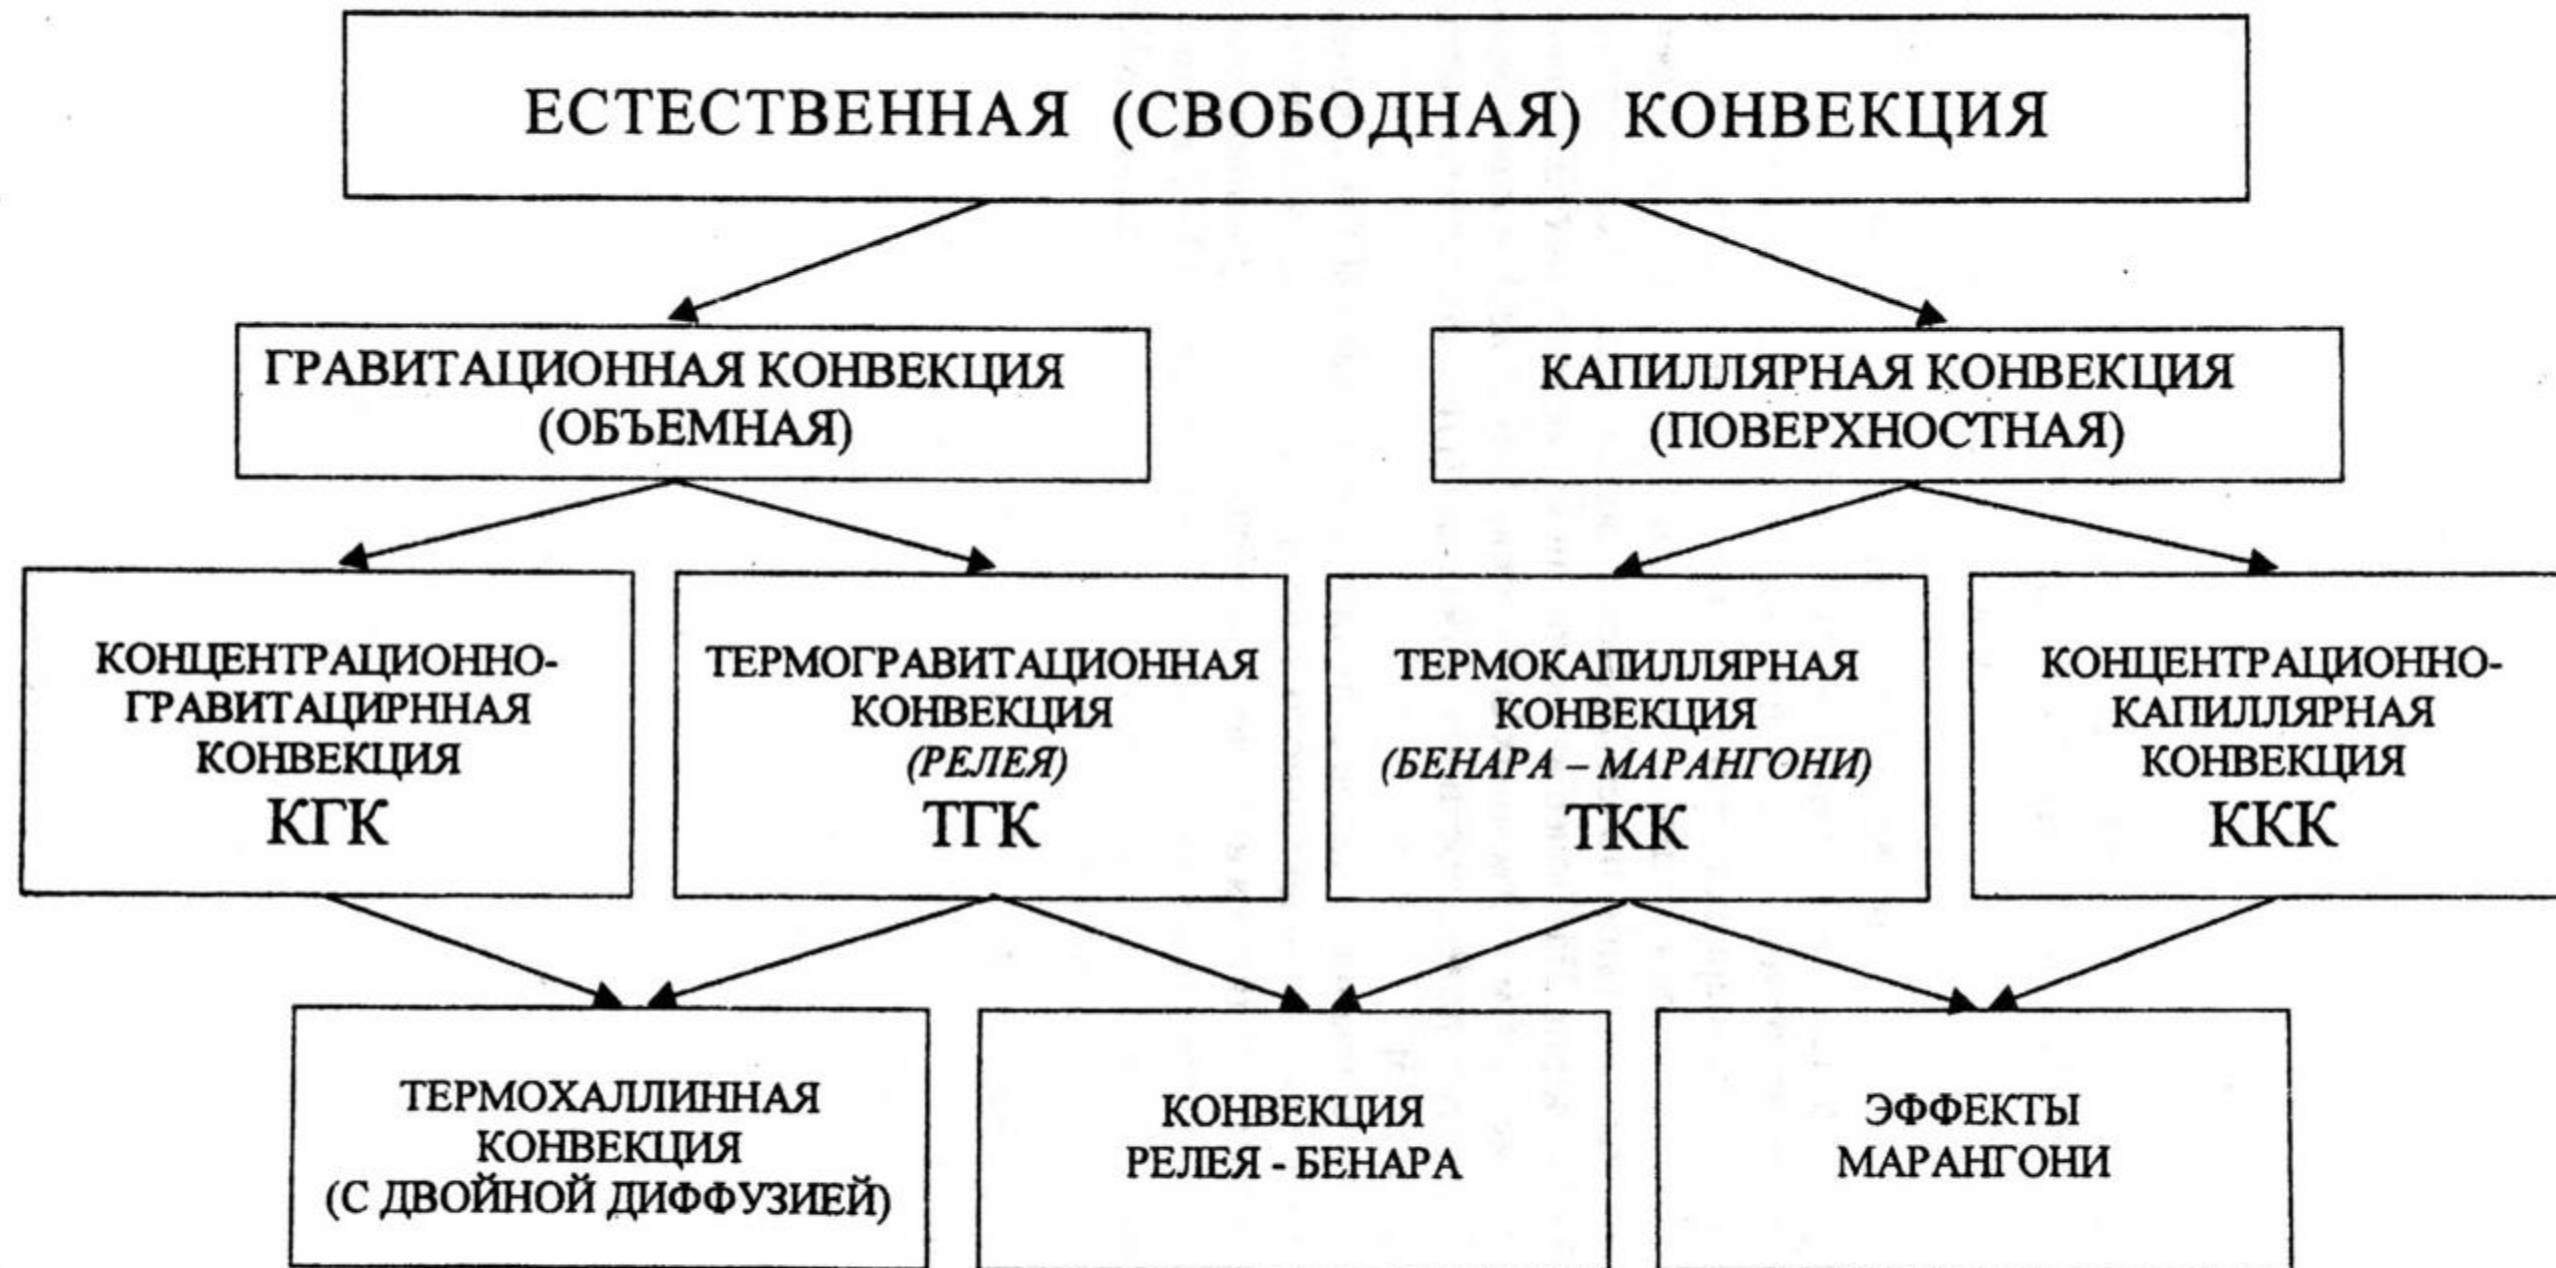 ЕСТЕСТВЕННАЯ (СВОБОДНАЯ) КОНВЕКЦИЯ
ГРАВИТАЦИОННАЯ КОНВЕКЦИЯ
(ОБЪЕМНАЯ)
КАПИЛЛЯРНАЯ КОНВЕКЦИЯ
(ПОВЕРХНОСТНАЯ)
КОНЦЕНТРАЦИОННО-
ГРАВИТАЦИРННАЯ
КОНВЕКЦИЯ
КГК
ТЕРМОГРАВИТАЦИОННАЯ
КОНВЕКЦИЯ
(РЕЛЕЯ)
ТГК
ТЕРМОКАПИЛЛЯРНАЯ
КОНВЕКЦИЯ
(БЕНАРА – МАРАНГОНИ)
ТКК
КОНЦЕНТРАЦИОННО-
КАПИЛЛЯРНАЯ
КОНВЕКЦИЯ
ККК
ТЕРМОХАЛЛИННАЯ
КОНВЕКЦИЯ
(С ДВОЙНОЙ ДИФФУЗИЕЙ)
КОНВЕКЦИЯ
РЕЛЕЯ - БЕНАРА
ЭФФЕКТЫ
МАРАНГОНИ